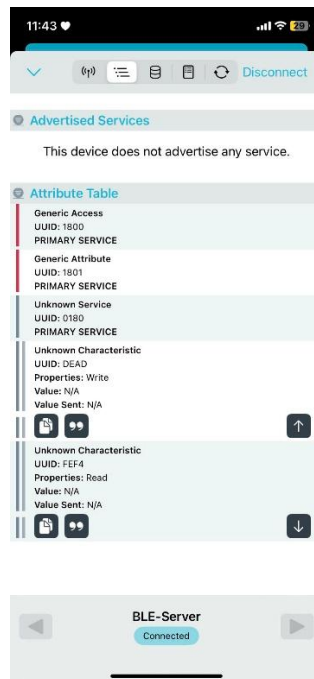 11:43
29
Disconnect
Advertised Services
This device does not advertise any service.
Attribute Table
Generic Access
UUID: 1800
PRIMARY SERVICE
Generic Attribute
UUID: 1801
PRIMARY SERVICE
Unknown Service
UUID: 0180
PRIMARY SERVICE
Unknown Characteristic
UUID: DEAD
Properties: Write
Value: N/A
Value Sent: N/A
Unknown Characteristic
UUID: FEF4
Properties: Read
Value: N/A
Value Sent: N/A
BLE-Server
Connected